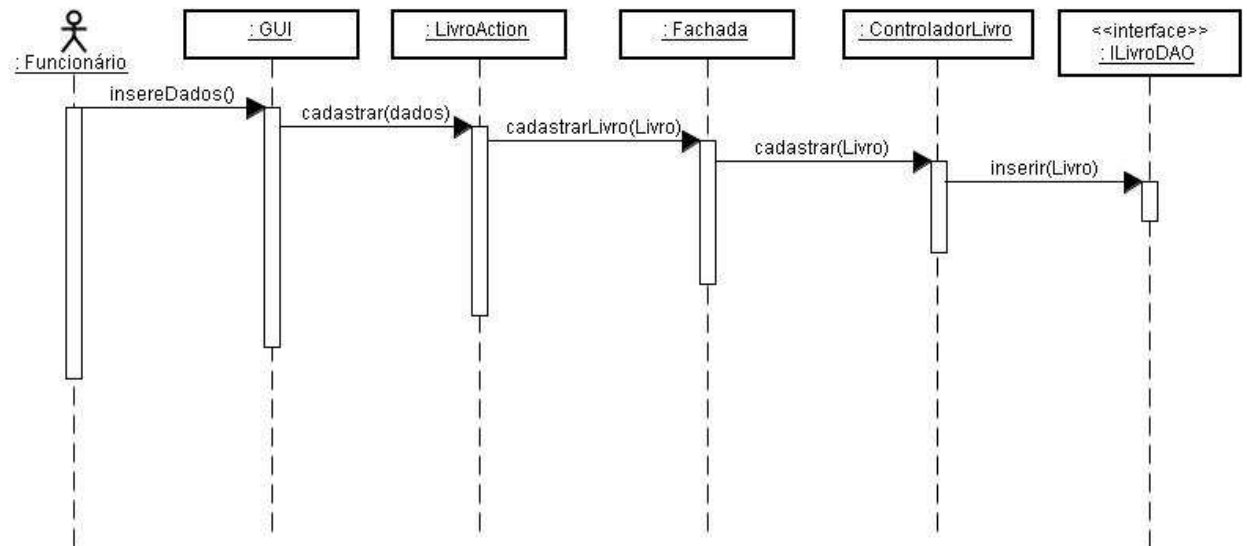 : Funcionário
: GUI
: LivroAction
: Fachada
: ControladorLivro
<<interface>>
: ILivroDAO
insereDados()
cadastrar(dados)
cadastrarLivro(Livro)
cadastrar(Livro)
inserir(Livro)